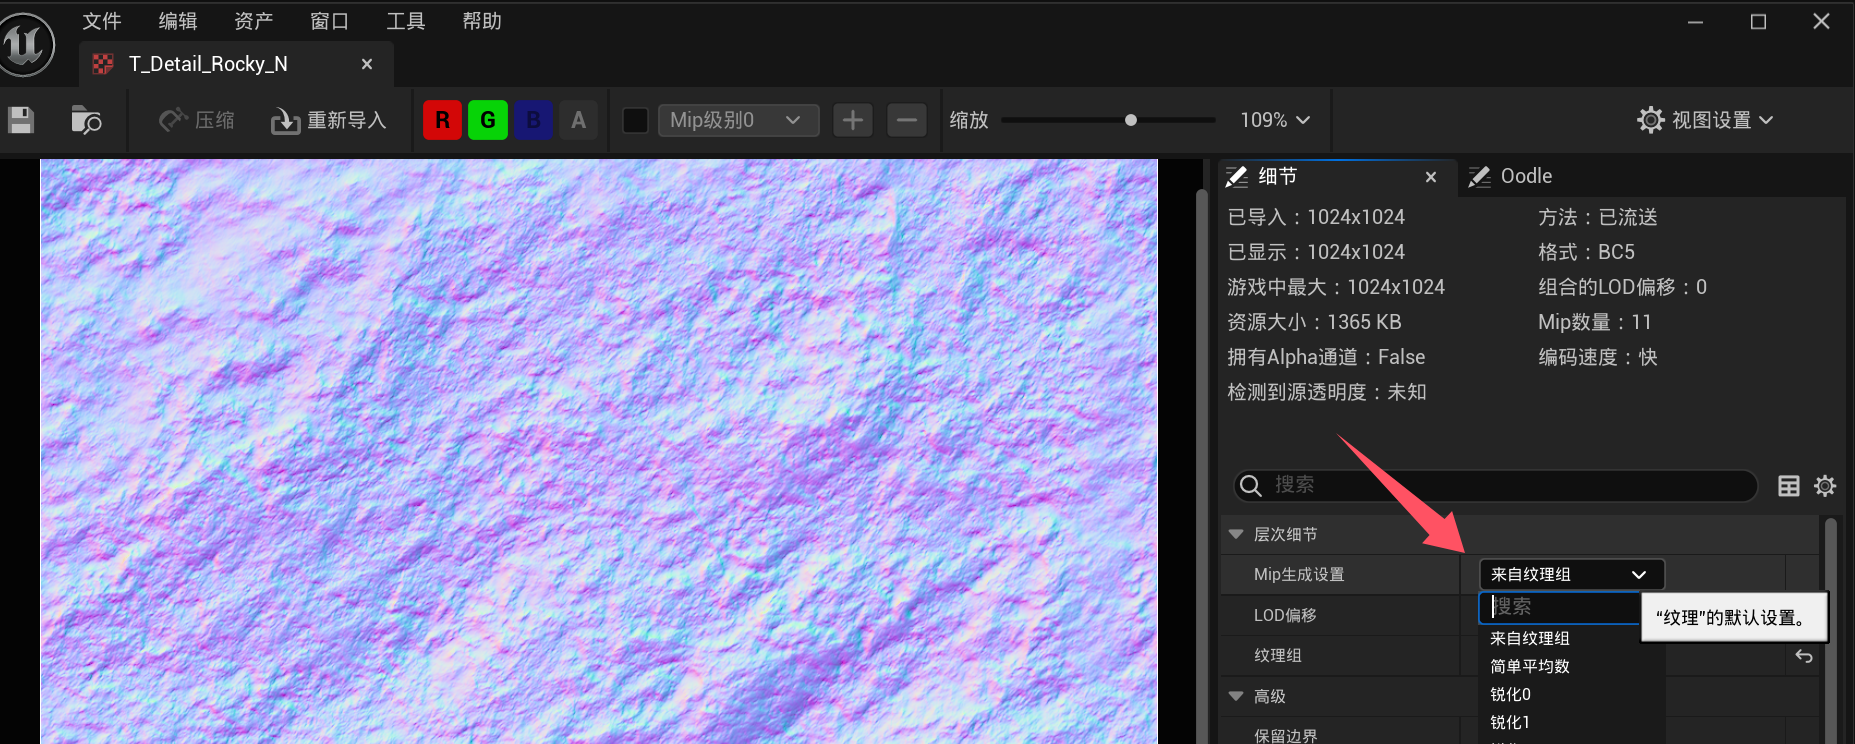 文件 编辑 资产 窗口 工具 帮助
T_Detail_Rocky_N
压缩 重新导入 R G B A Mip级别0 缩放 109% 视图设置
细节 Oodle
已导入：1024x1024 方法：已流送
已显示：1024x1024 格式：BC5
游戏中最大：1024x1024 组合的LOD偏移：0
资源大小：1365 KB Mip数量：11
拥有Alpha通道：False 编码速度：快
检测到源透明度：未知
搜索
层次细节
Mip生成设置 来自纹理组
LOD偏移 搜索 “纹理”的默认设置。
来自纹理组
纹理组 简单平均数
高级 锐化0
锐化1
保留边界